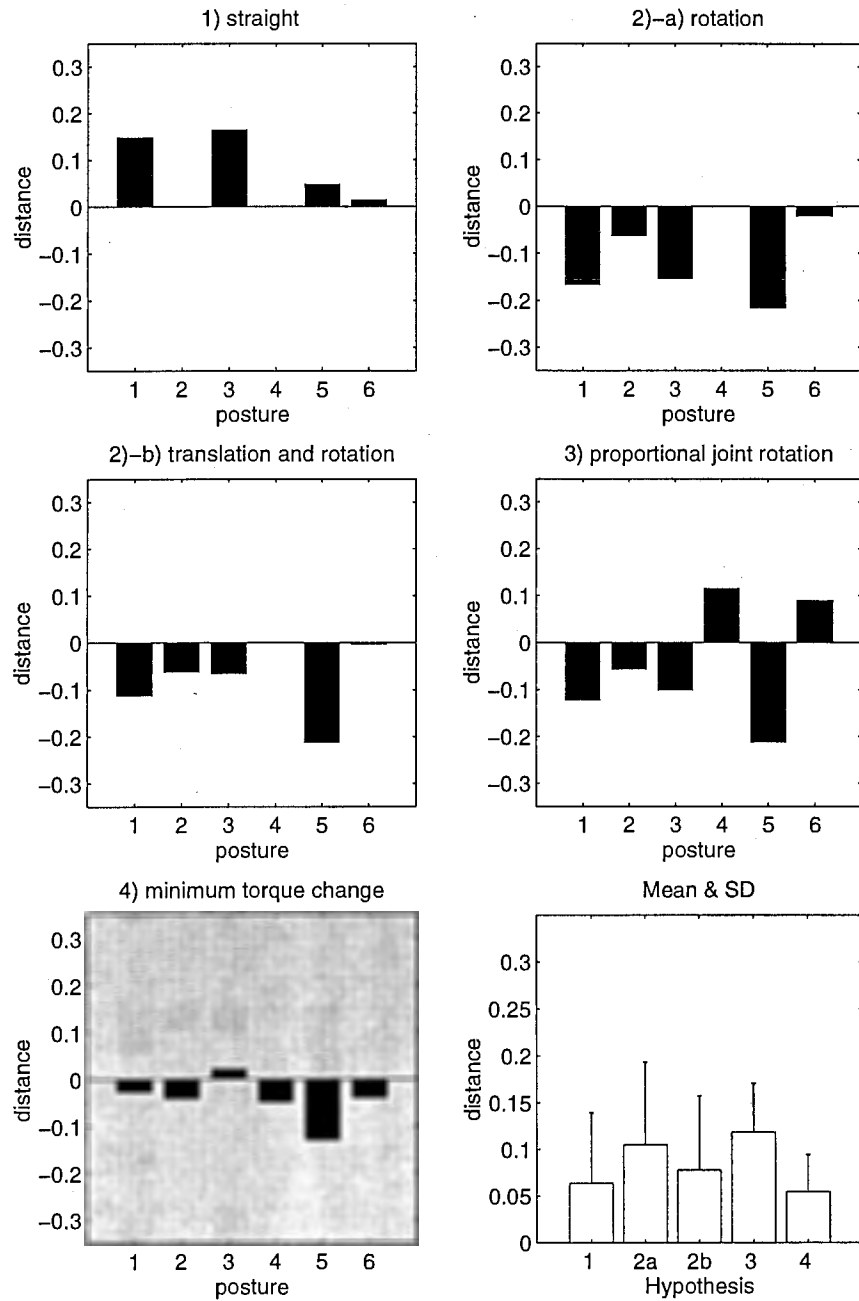 1) straight
0.3
0.2
0.1
0
−0.1
−0.2
−0.3
distance
1 2 3 4 5 6
posture
2)−a) rotation
0.3
0.2
0.1
0
−0.1
−0.2
−0.3
distance
1 2 3 4 5 6
posture
2)−b) translation and rotation
0.3
0.2
0.1
0
−0.1
−0.2
−0.3
distance
1 2 3 4 5 6
posture
3) proportional joint rotation
0.3
0.2
0.1
0
−0.1
−0.2
−0.3
distance
1 2 3 4 5 6
posture
4) minimum torque change
0.3
0.2
0.1
0
−0.1
−0.2
−0.3
distance
1 2 3 4 5 6
posture
Mean & SD
0.3
0.25
0.2
0.15
0.1
0.05
0
distance
1 2a 2b 3 4
Hypothesis